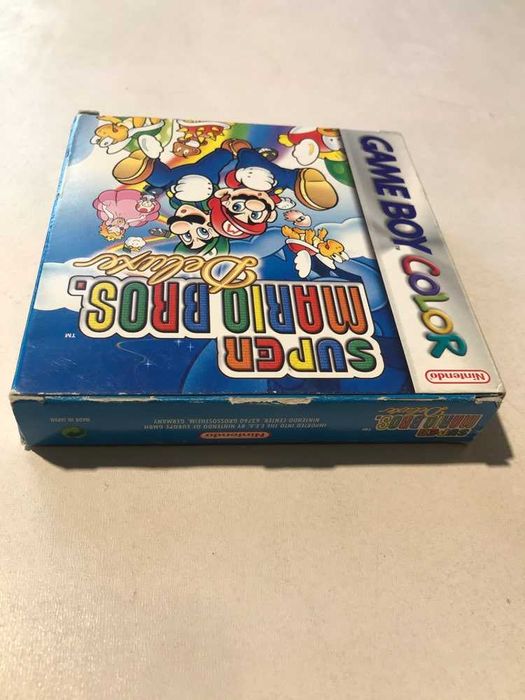 GAME BOY COLOR
Nintendo
SUPER
MARIO BROS.
TM
Deluxe
SUPER
MARIO BROS.
TM
Deluxe
Nintendo
IMPORTED INTO THE E.E.A. BY NINTENDO OF EUROPE GMBH
NINTENDO CENTER, 63760 GROSSOSTHEIM, GERMANY
MADE IN JAPAN